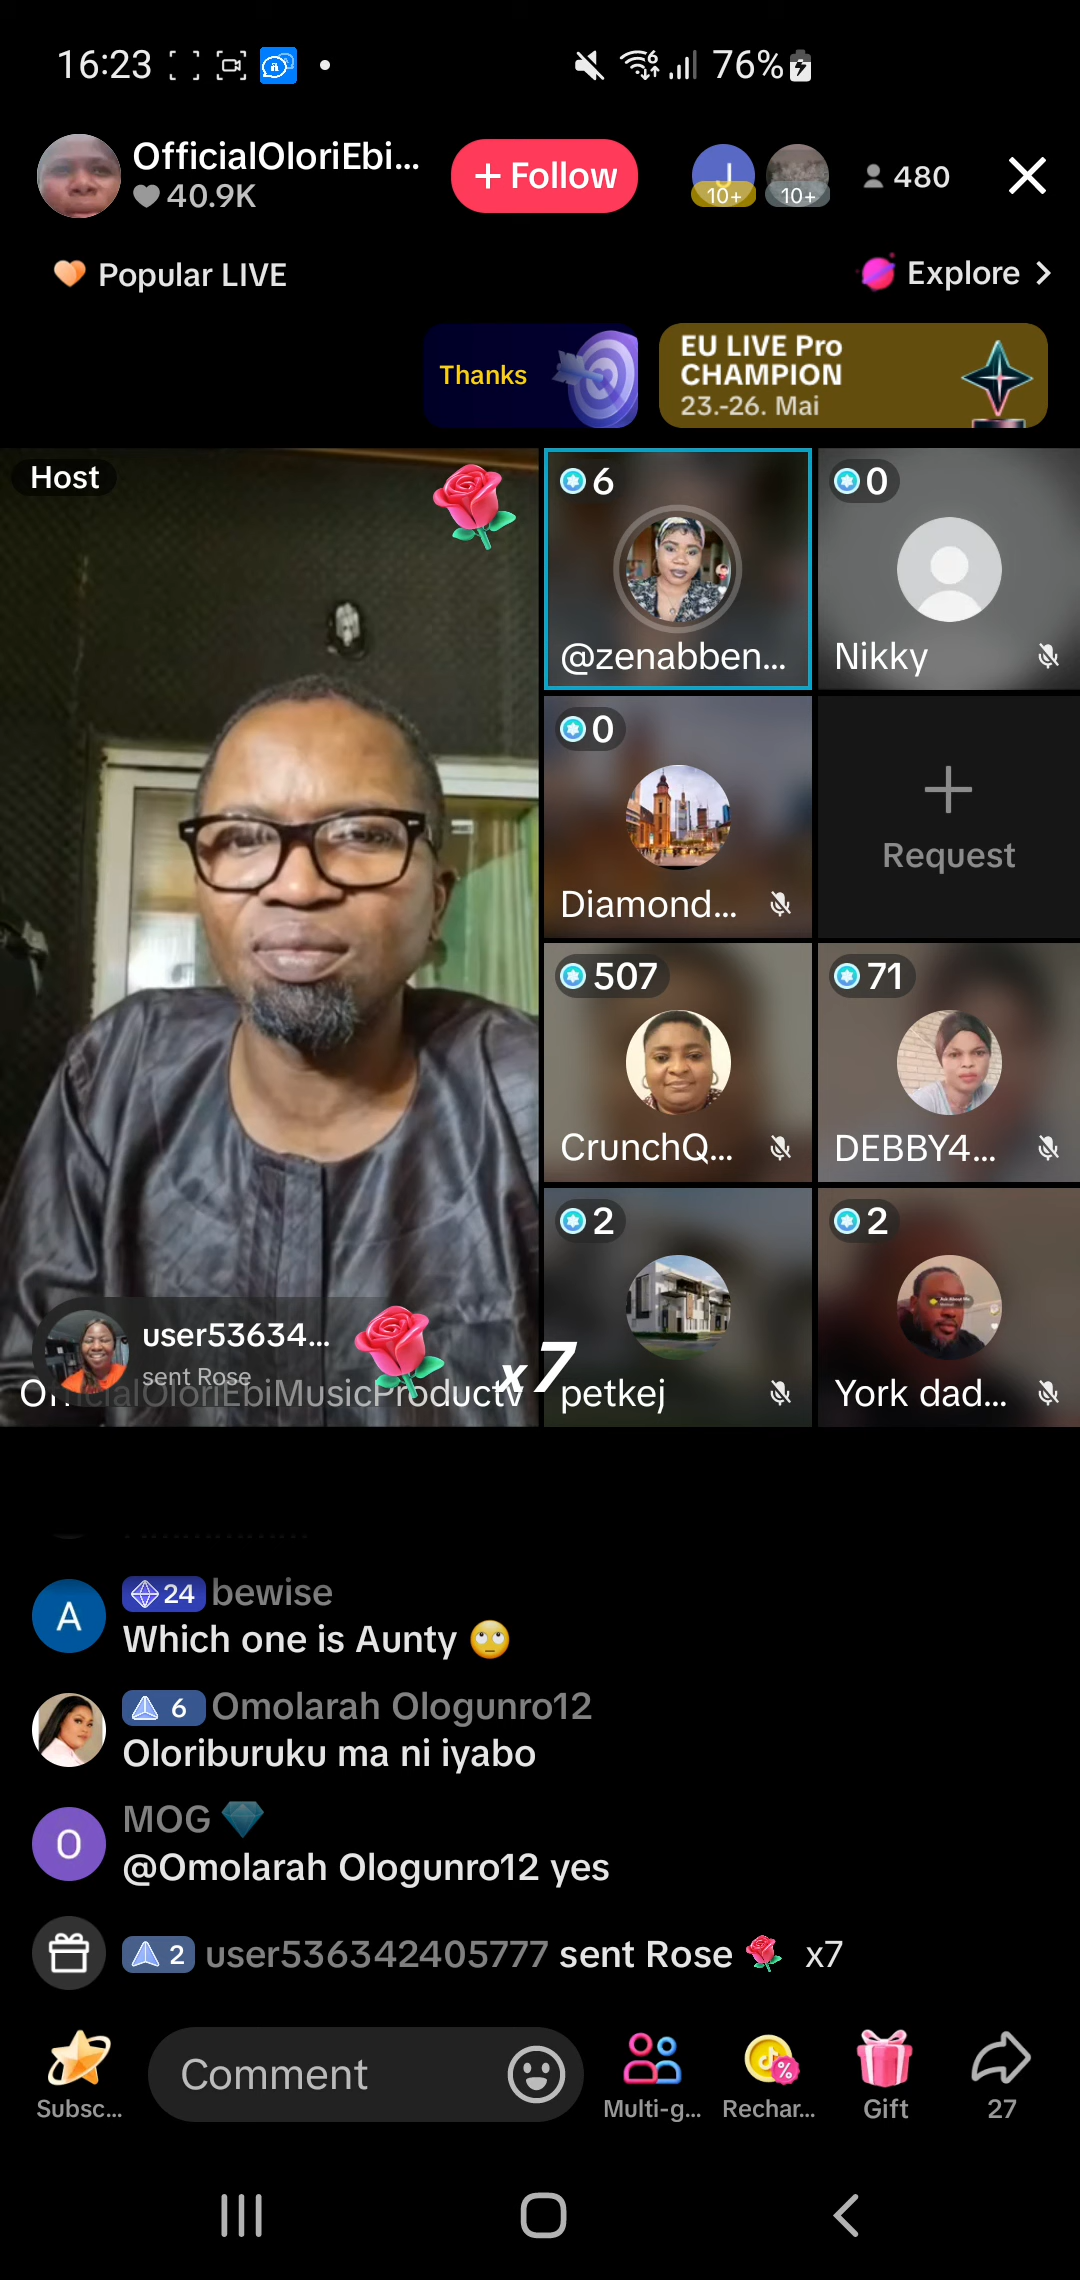 16:23
76%
OfficialOloriEbi...
40.9K
+ Follow
J
10+
10+
480
Popular LIVE
Explore >
Thanks
EU LIVE Pro
CHAMPION
23.-26. Mai
Host
6
@zenabben...
0
Nikky
0
Diamond...
Request
507
CrunchQ...
71
DEBBY4...
2
petkej
2
York dad...
user53634...
sent Rose
x7
OfficialOloriEbiMusicProductv
24 bewise
A
Which one is Aunty 🙄
6 Omolarah Ologunro12
Oloriburuku ma ni iyabo
MOG 💎
O
@Omolarah Ologunro12 yes
2 user536342405777 sent Rose 🌹 x7
Subsc...
Comment
Multi-g...
Rechar...
Gift
27